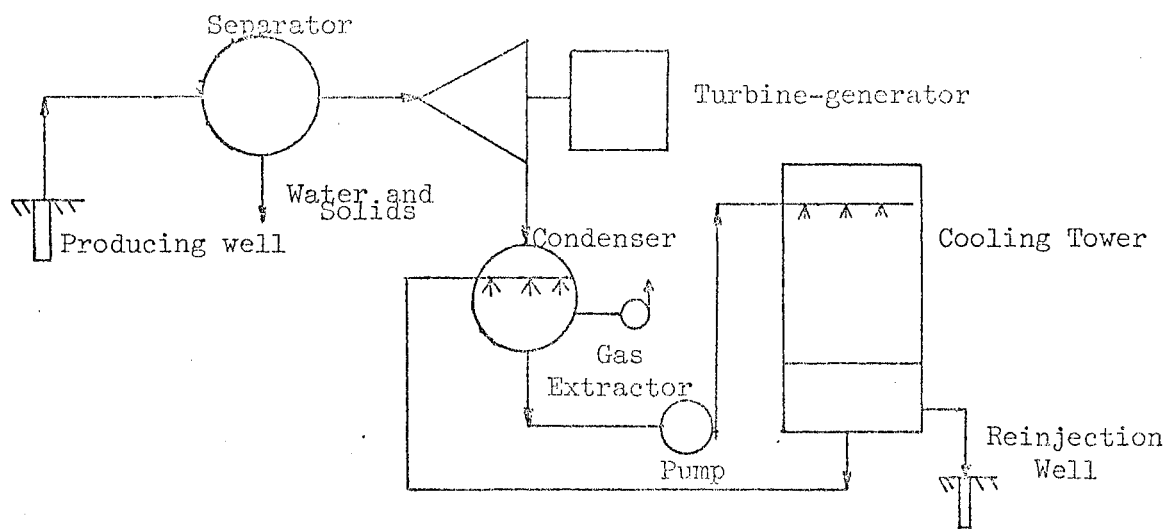 Separator
Turbine-generator
Water and
Solids
Producing well
Condenser
Cooling Tower
Gas
Extractor
Pump
Reinjection
Well